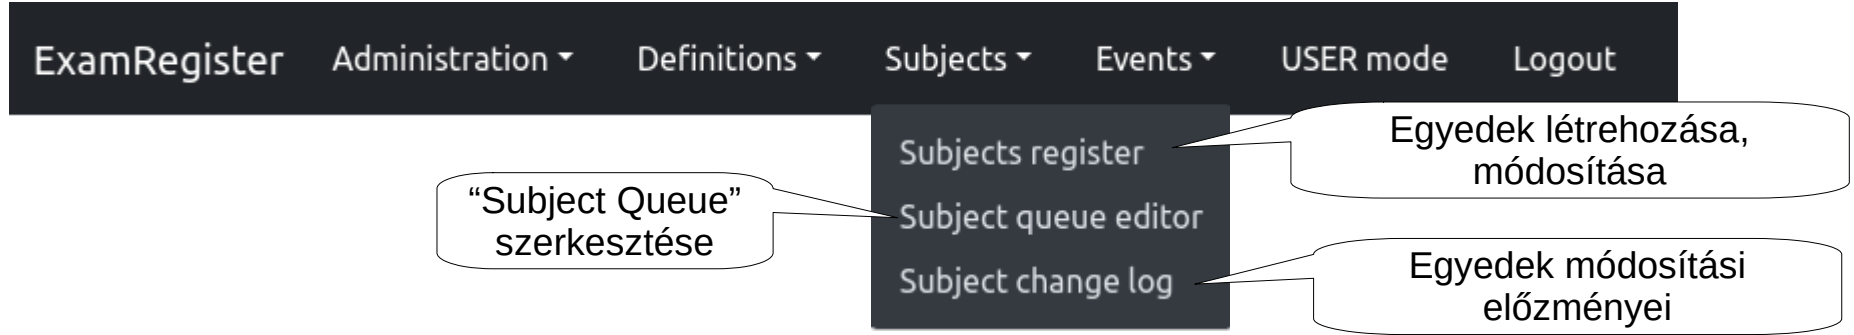 ExamRegister Administration Definitions Subjects Events USER mode Logout
Subjects register
Egyedek létrehozása,
módosítása
“Subject Queue”
szerkesztése
Subject queue editor
Subject change log
Egyedek módosítási
előzményei